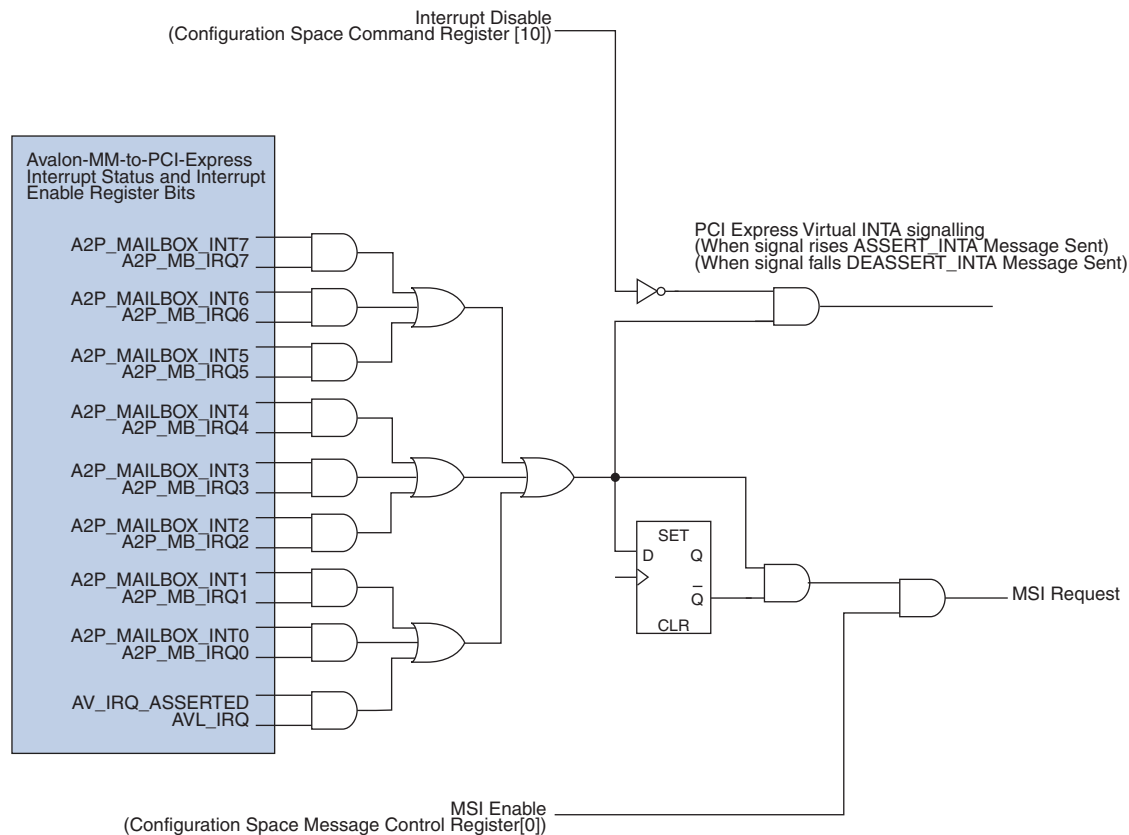 Interrupt Disable
(Configuration Space Command Register [10])
Avalon-MM-to-PCI-Express
Interrupt Status and Interrupt
Enable Register Bits
PCI Express Virtual INTA signalling
(When signal rises ASSERT_INTA Message Sent)
(When signal falls DEASSERT_INTA Message Sent)
A2P_MAILBOX_INT7
A2P_MB_IRQ7
A2P_MAILBOX_INT6
A2P_MB_IRQ6
A2P_MAILBOX_INT5
A2P_MB_IRQ5
A2P_MAILBOX_INT4
A2P_MB_IRQ4
A2P_MAILBOX_INT3
A2P_MB_IRQ3
A2P_MAILBOX_INT2
A2P_MB_IRQ2
A2P_MAILBOX_INT1
A2P_MB_IRQ1
A2P_MAILBOX_INT0
A2P_MB_IRQ0
AV_IRQ_ASSERTED
AVL_IRQ
SET
D Q
Q̅
CLR
MSI Request
MSI Enable
(Configuration Space Message Control Register[0])